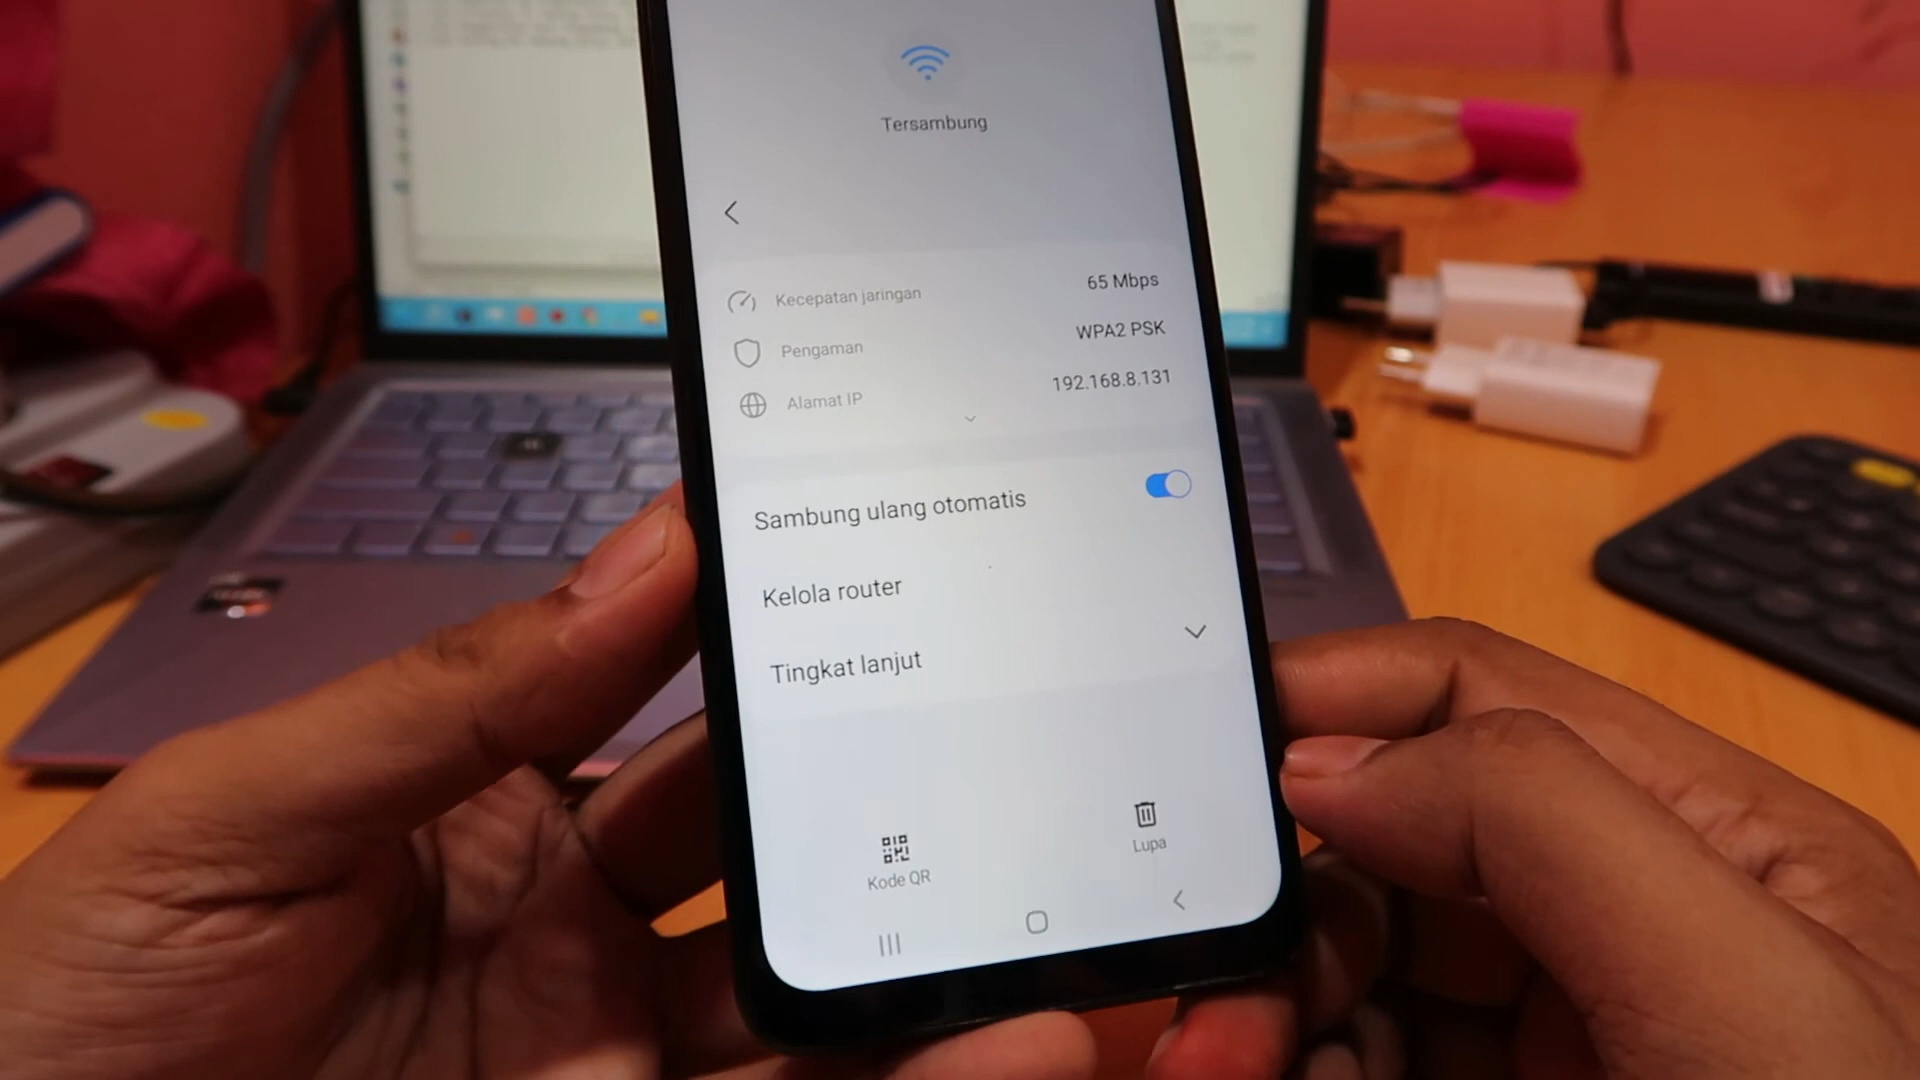 Tersambung
Kecepatan jaringan 65 Mbps
Pengaman WPA2 PSK
Alamat IP 192.168.8.131
Sambung ulang otomatis
Kelola router
Tingkat lanjut
Kode QR
Lupa